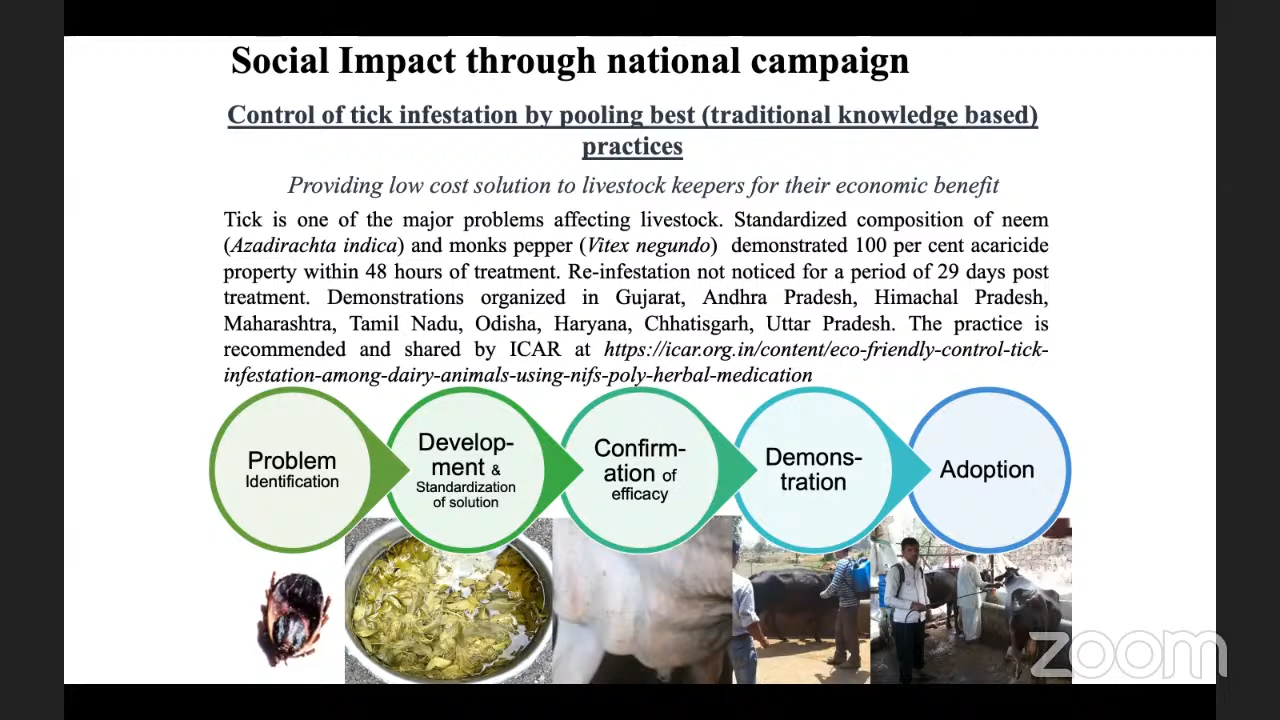 Social Impact through national campaign
Control of tick infestation by pooling best (traditional knowledge based)
practices
Providing low cost solution to livestock keepers for their economic benefit
Tick is one of the major problems affecting livestock. Standardized composition of neem
(Azadirachta indica) and monks pepper (Vitex negundo) demonstrated 100 per cent acaricide
property within 48 hours of treatment. Re-infestation not noticed for a period of 29 days post
treatment. Demonstrations organized in Gujarat, Andhra Pradesh, Himachal Pradesh,
Maharashtra, Tamil Nadu, Odisha, Haryana, Chhatisgarh, Uttar Pradesh. The practice is
recommended and shared by ICAR at https://icar.org.in/content/eco-friendly-control-tick-
infestation-among-dairy-animals-using-nifs-poly-herbal-medication
Problem
Identification
Develop-
ment &
Standardization
of solution
Confirm-
ation of
efficacy
Demons-
tration
Adoption
zoom